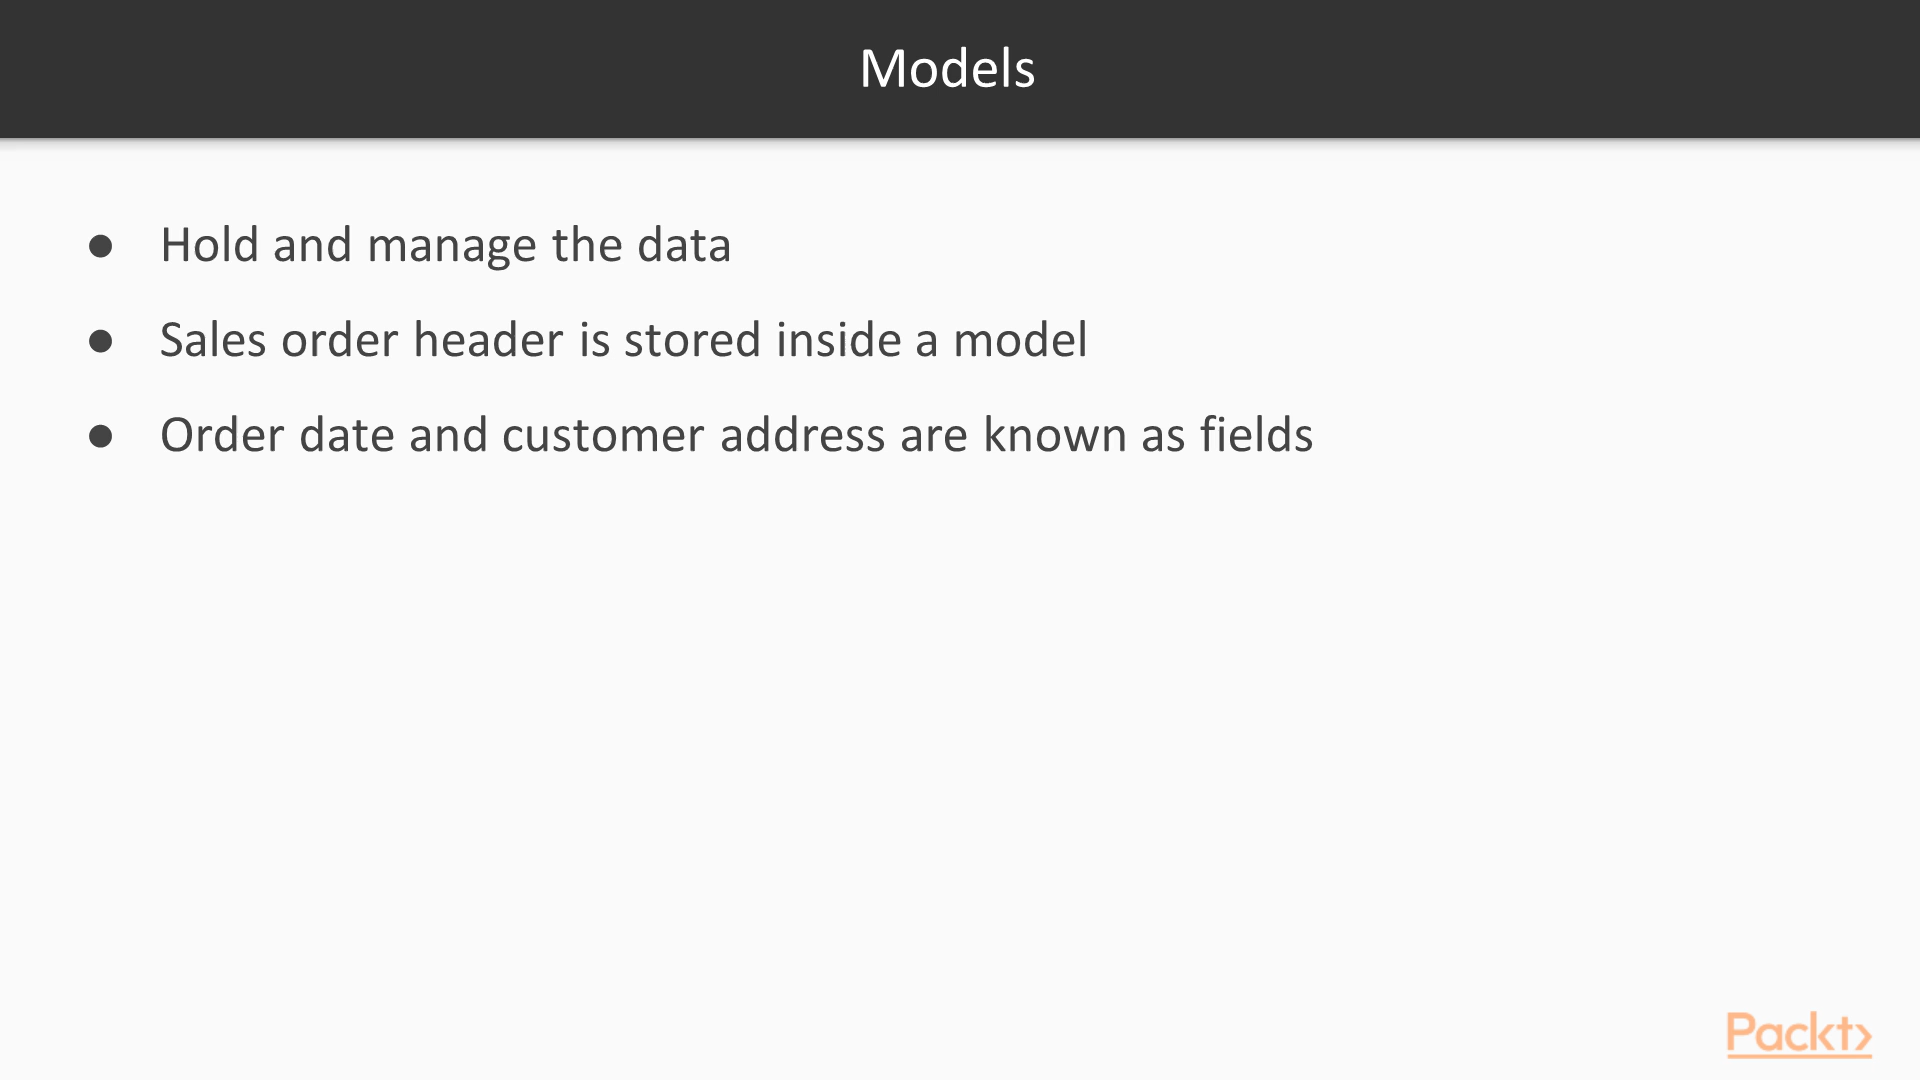 Models
● Hold and manage the data
● Sales order header is stored inside a model
● Order date and customer address are known as fields
Packt>